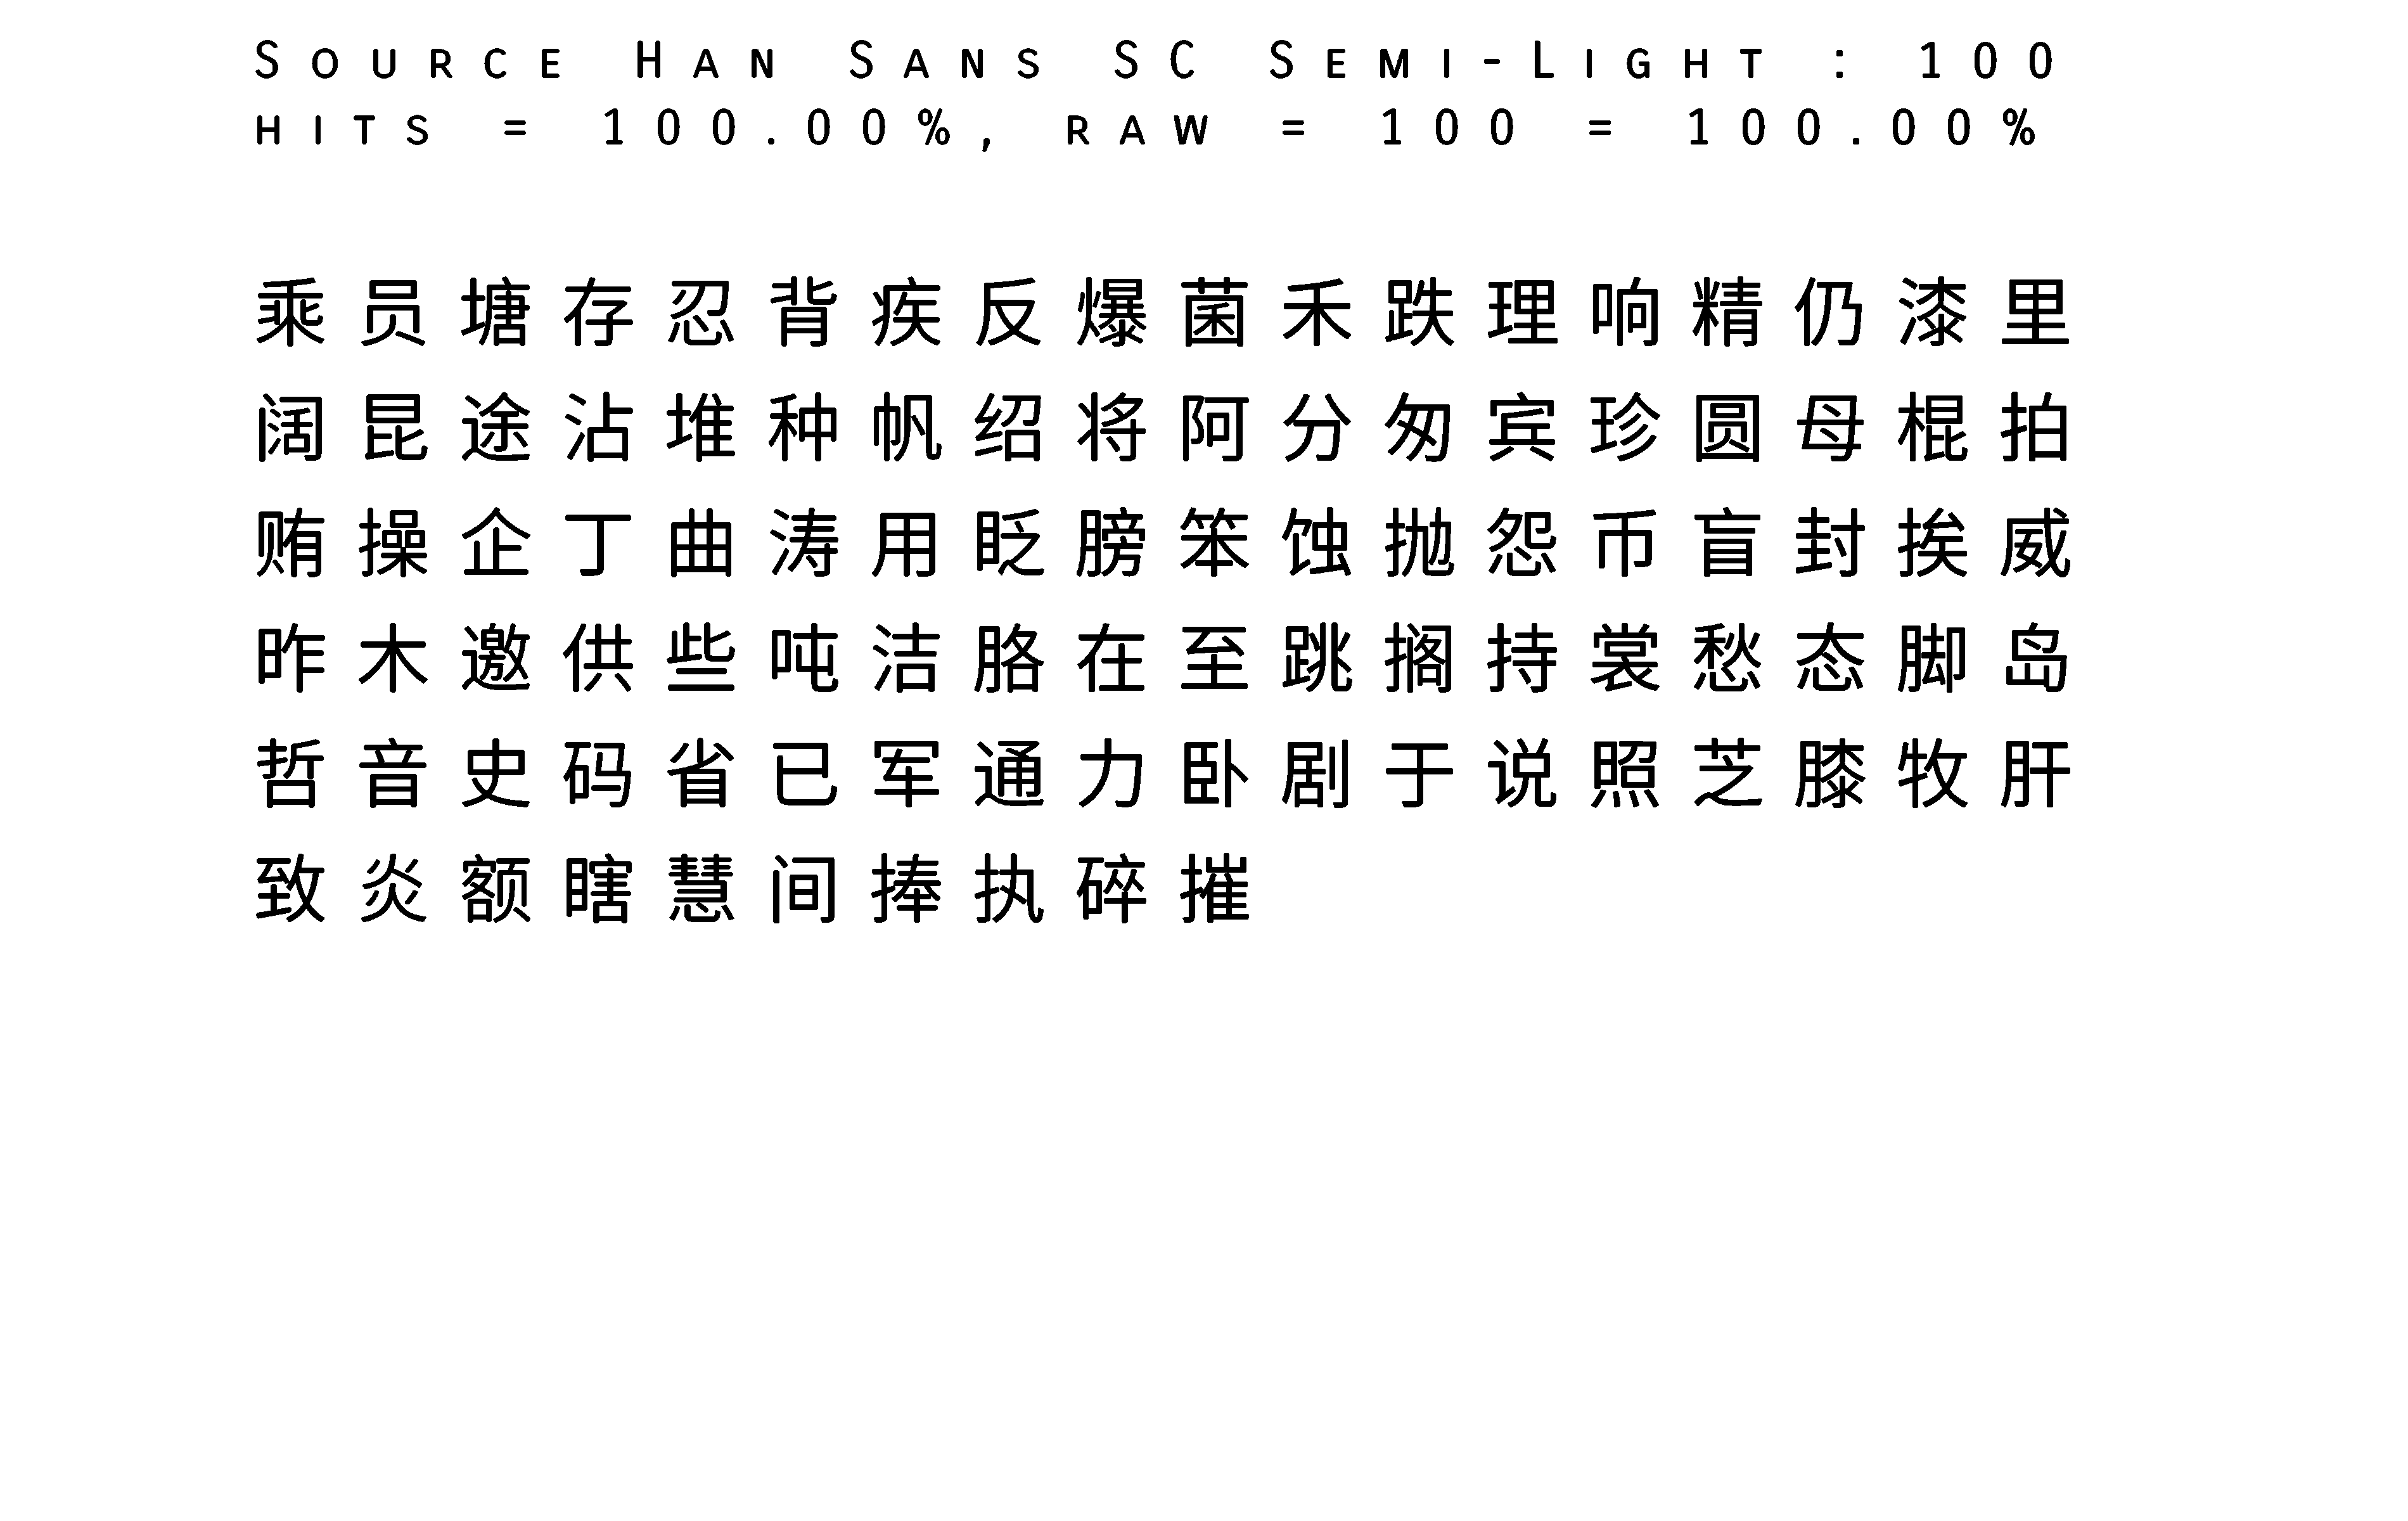 Source Han Sans SC Semi-Light : 100
hits = 100.00%, raw = 100 = 100.00%
乘员塘存忍背疾反爆菌禾跌理响精仍漆里
阔昆途沾堆种帆绍将阿分匆宾珍圆母棍拍
贿操企丁曲涛用眨膀笨蚀抛怨币盲封挨威
昨木邀供些吨洁胳在至跳搁持裳愁态脚岛
哲音史码省已军通力卧剧于说照芝膝牧肝
致炎额瞎慧间捧执碎摧